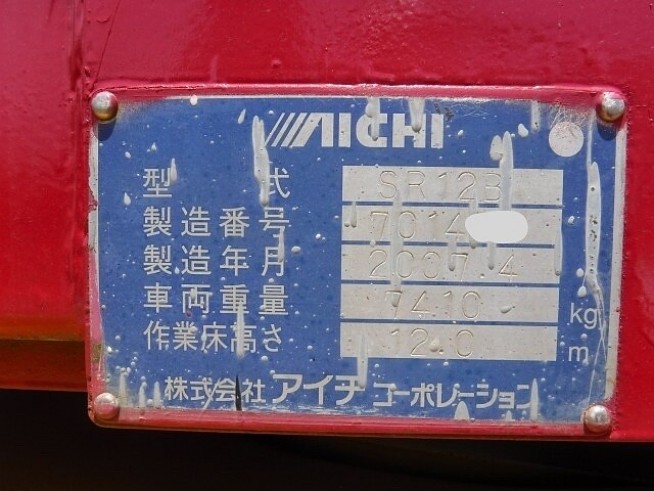 AICHI
型式 SR12B
製造番号 7014
製造年月 2007.4
車両重量 7410 kg
作業床高さ 12.0 m
株式会社 アイチ コーポレーション